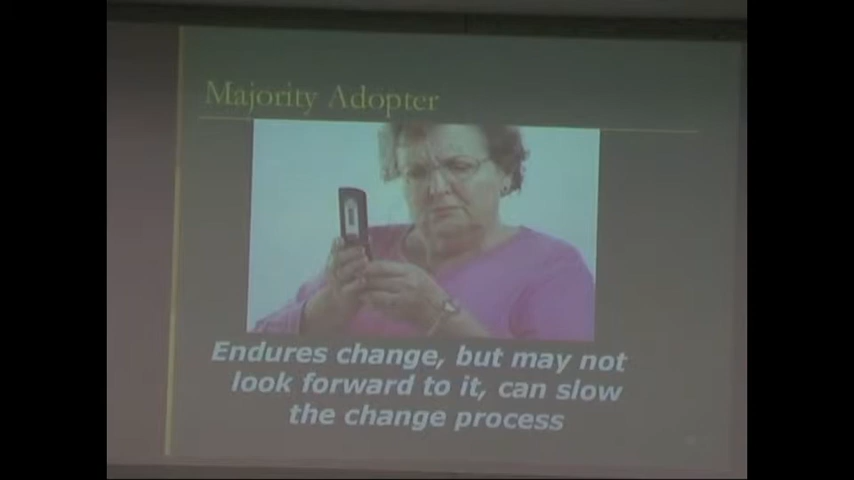 Majority Adopter
Endures change, but may not
look forward to it, can slow
the change process